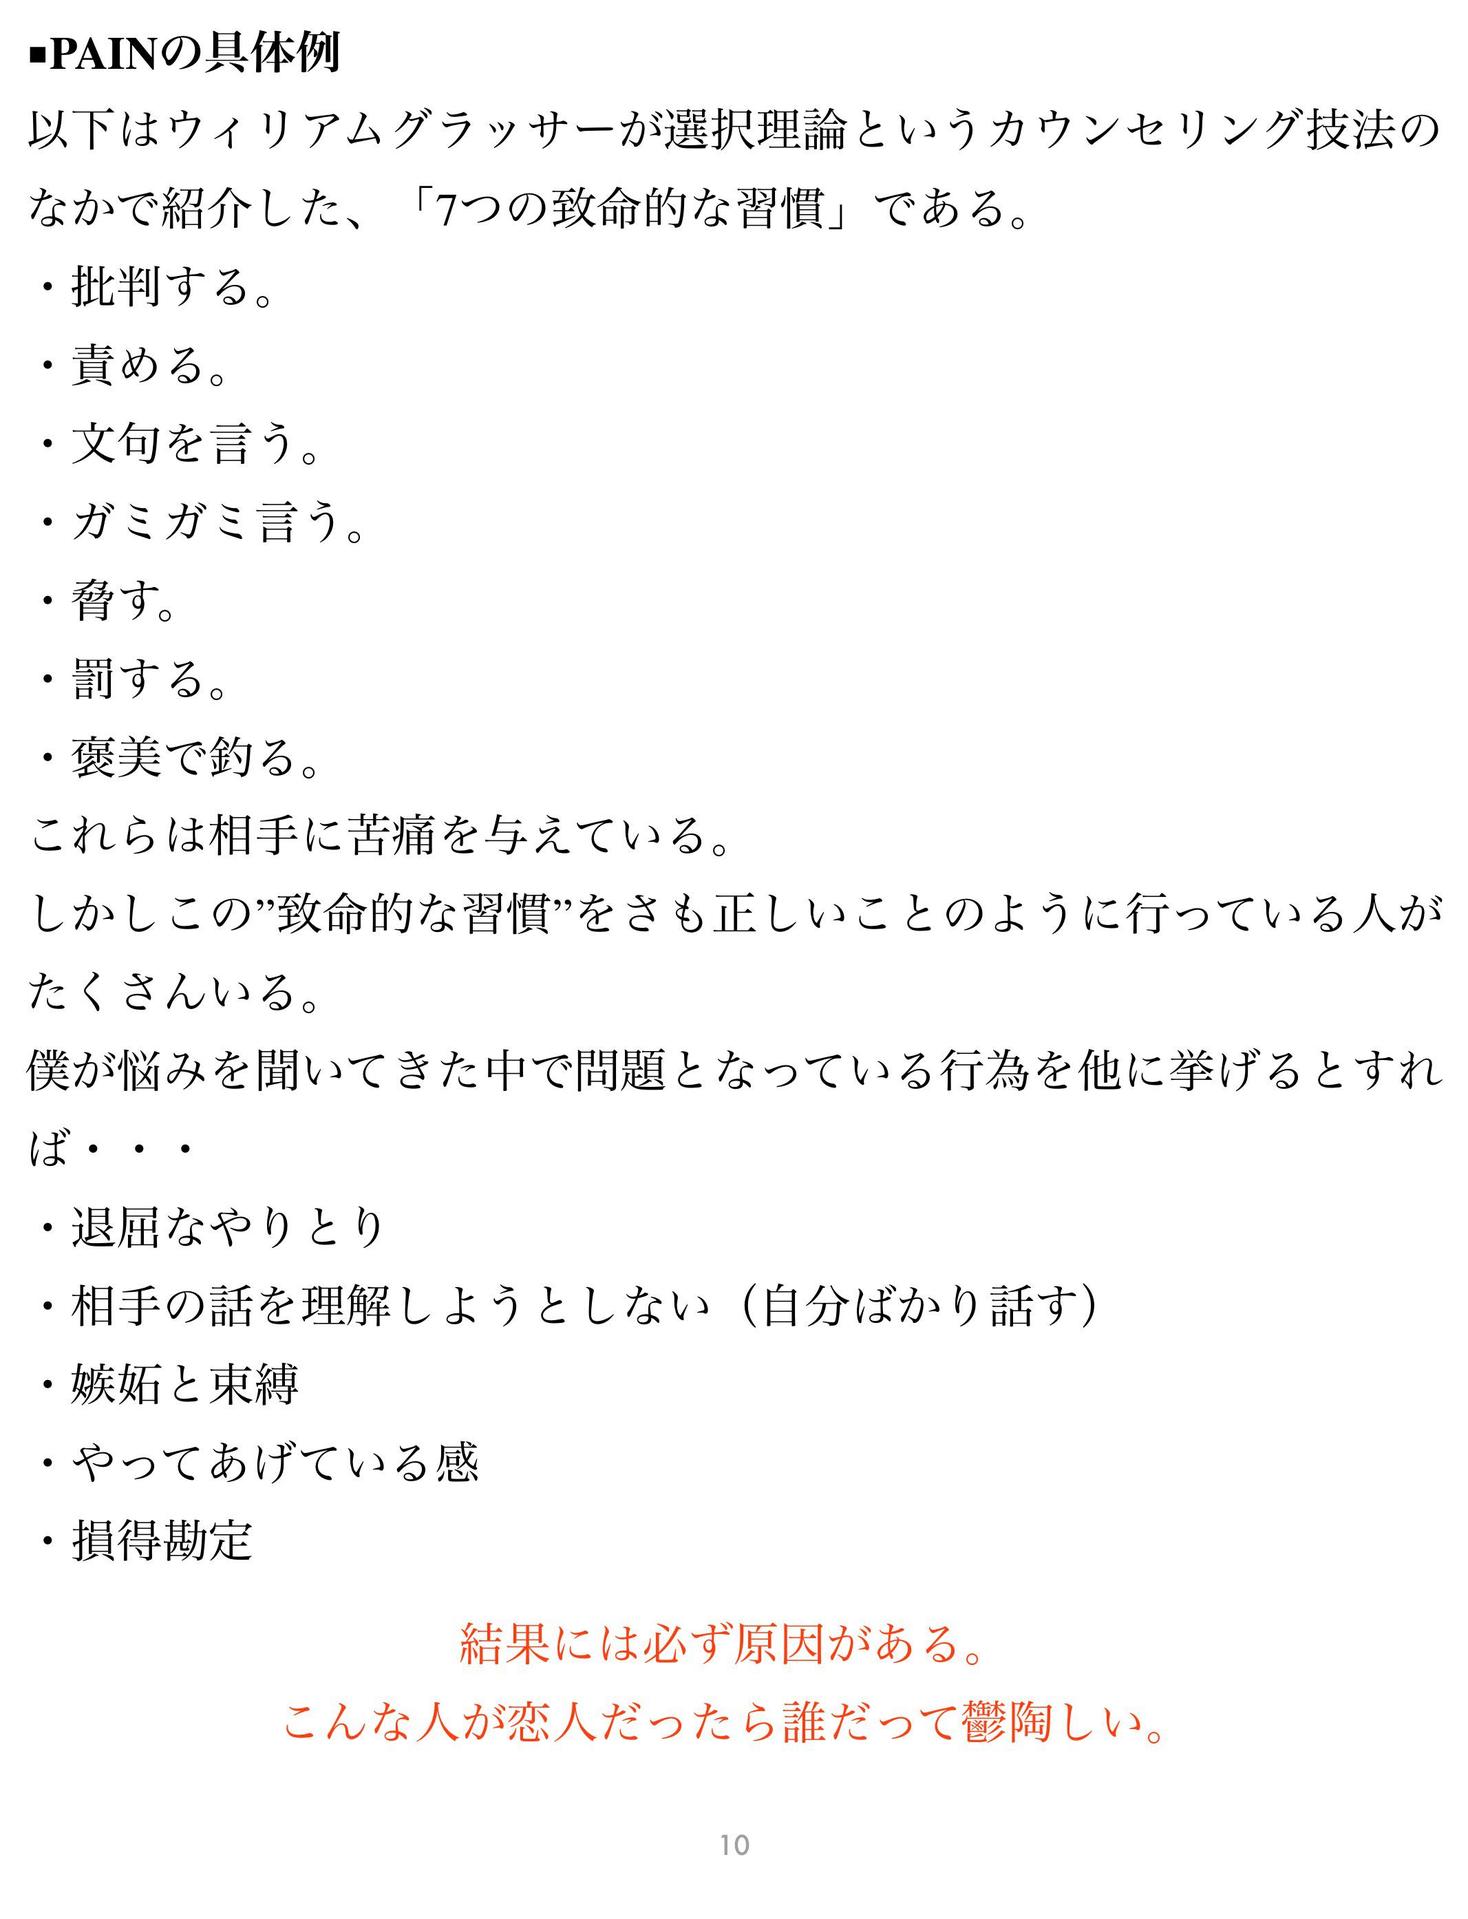 ▪PAINの具体例
以下はウィリアムグラッサーが選択理論というカウンセリング技法の
なかで紹介した、「7つの致命的な習慣」である。
・批判する。
・責める。
・文句を言う。
・ガミガミ言う。
・脅す。
・罰する。
・褒美で釣る。
これらは相手に苦痛を与えている。
しかしこの”致命的な習慣”をさも正しいことのように行っている人が
たくさんいる。
僕が悩みを聞いてきた中で問題となっている行為を他に挙げるとすれ
ば・・・
・退屈なやりとり
・相手の話を理解しようとしない（自分ばかり話す）
・嫉妬と束縛
・やってあげている感
・損得勘定
結果には必ず原因がある。
こんな人が恋人だったら誰だって鬱陶しい。
10